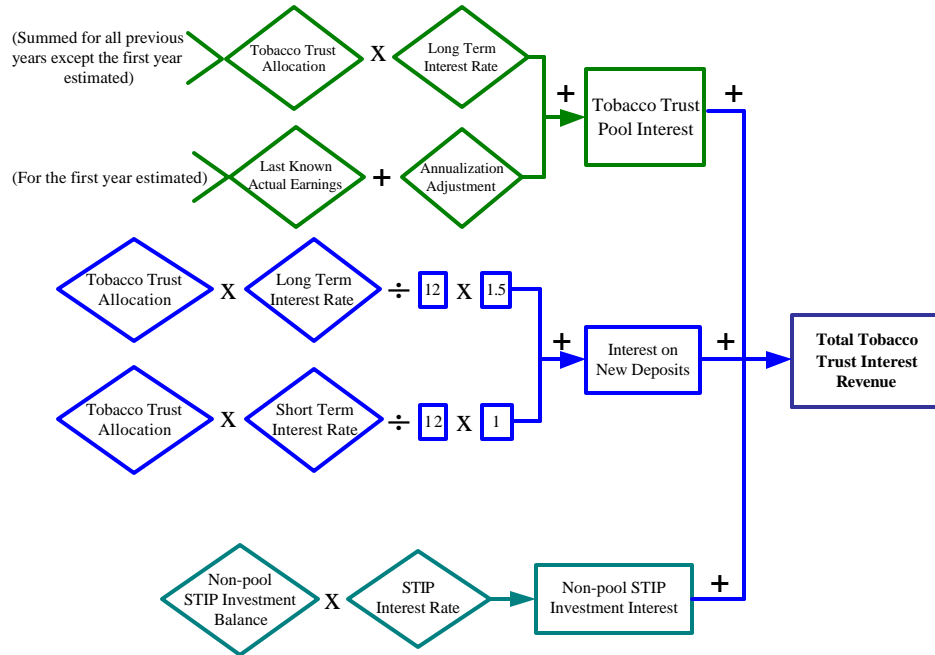 (Summed for all previous
years except the first year
estimated)
Tobacco Trust
Allocation
X
Long Term
Interest Rate
+
Tobacco Trust
Pool Interest
+
(For the first year estimated)
Last Known
Actual Earnings
+
Annualization
Adjustment
Tobacco Trust
Allocation
X
Long Term
Interest Rate
÷
12
X
1.5
+
Interest on
New Deposits
+
Total Tobacco
Trust Interest
Revenue
Tobacco Trust
Allocation
X
Short Term
Interest Rate
÷
12
X
1
Non-pool
STIP Investment
Balance
X
STIP
Interest Rate
Non-pool STIP
Investment Interest
+